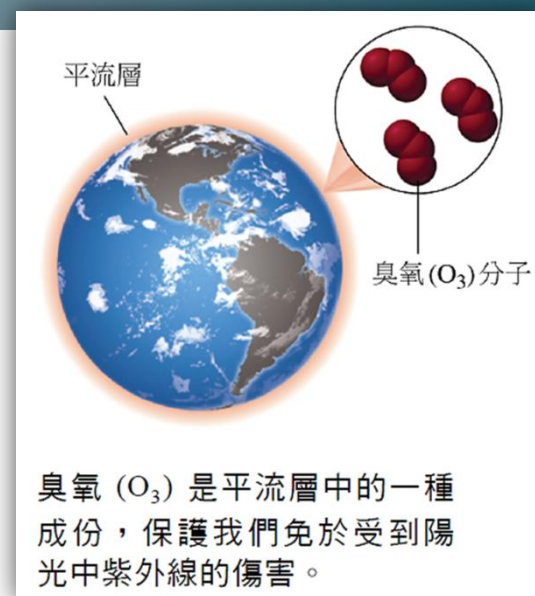 平流層
臭氧(O₃)分子
臭氧 (O₃) 是平流層中的一種
成份，保護我們免於受到陽
光中紫外線的傷害。